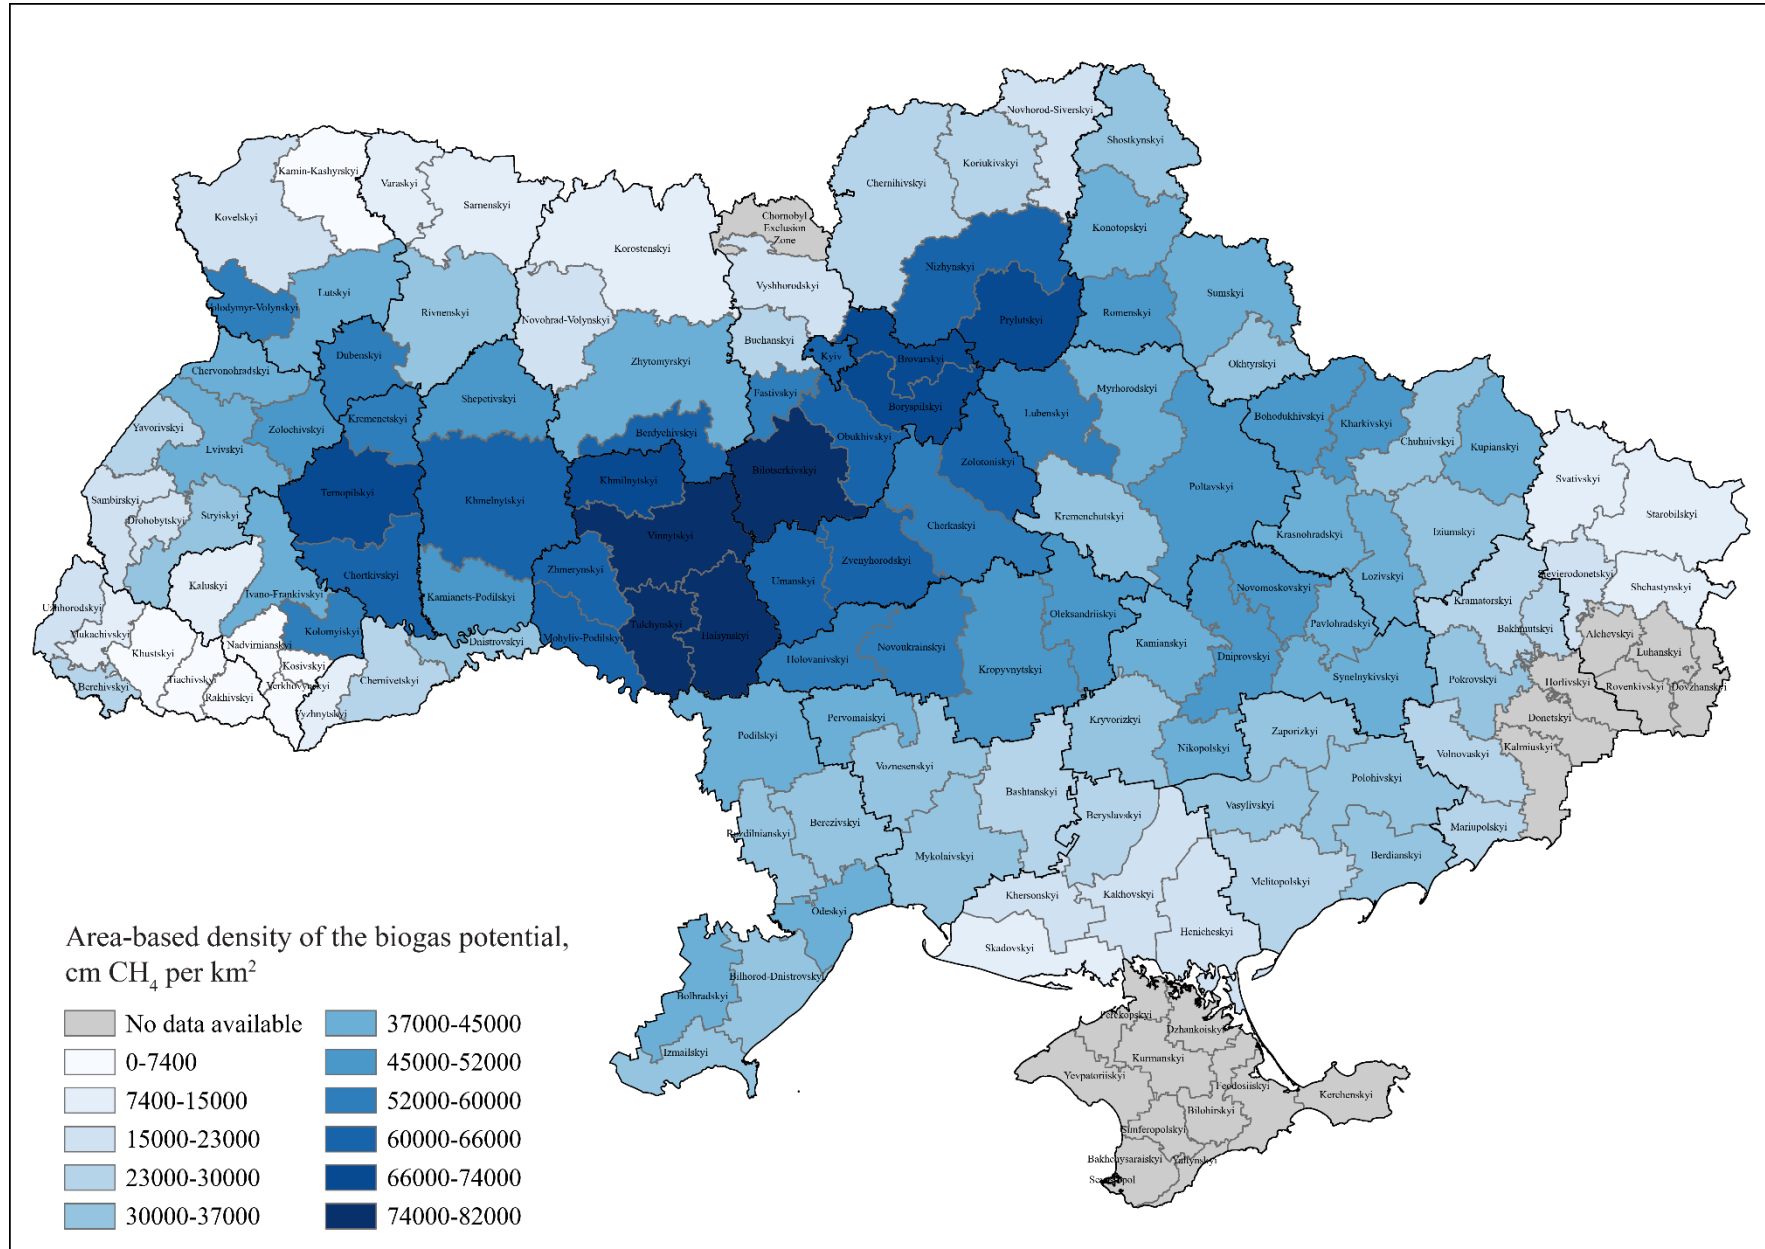 Novhorod-Siverskyi
Shostkynskyi
Koriukivskyi
Chernihivskyi
Kamin-Kashyrskyi
Varaskyi
Sarnenskyi
Kovelskyi
Chornobyl
Exclusion
Zone
Korostenskyi
Konotopskyi
Nizhynskyi
Sumskyi
Vyshhorodskyi
Lutskyi
Rivnenskyi
Novohrad-Volynskyi
Prylutskyi
Romenskyi
Buchanskyi
Kyiv
Brovarskyi
Dubenskyi
Zhytomyrskyi
Okhtyrskyi
Chervonohradskyi
Myrhorodskyi
Fastivskyi
Shepetivskyi
Boryspilskyi
Lubenskyi
Bohodukhivskyi
Kharkivskyi
Kremenetskyi
Zolochivskyi
Yavorivskyi
Lvivskyi
Berdychivskyi
Obukhivskyi
Chuhuivskyi
Kupianskyi
Zolotoniskyi
Bilotserkivskyi
Khmilnytskyi
Ternopilskyi
Khmelnytskyi
Svativskyi
Starobilskyi
Sambirskyi
Drohobytskyi
Stryiskyi
Poltavskyi
Kremenchutskyi
Cherkaskyi
Krasnohradskyi
Iziumskyi
Vinnytskyi
Zvenyhorodskyi
Umanskyi
Zhmerynskyi
Chortkivskyi
Kaluskyi
Ivano-Frankivskyi
Kamianets-Podilskyi
Lozivskyi
Shchastynskyi
Novomoskovskyi
Kramatorskyi
Uzhhorodskyi
Oleksandriiskyi
Pavlohradskyi
Bakhmutskyi
Alchevskyi
Mukachivskyi
Kolomyiskyi
Nadvirnianskyi
Dnistrovskyi
Mohyliv-Podilskyi
Tulchynskyi
Haisynskyi
Novoukrainskyi
Kamianskyi
Luhanskyi
Khustskyi
Holovanivskyi
Dniprovskyi
Kosivskyi
Kropyvnytskyi
Synelnykivskyi
Pokrovskyi
Horlivskyi
Rovenkivskyi
Dovzhanskyi
Berehivskyi
Tiachivskyi
Rakhivskyi
Verkhovynskyi
Chernivetskyi
Vyzhnytskyi
Pervomaiskyi
Kryvorizkyi
Donetskyi
Podilskyi
Zaporizkyi
Nikopolskyi
Kalmiuskyi
Volnovaskyi
Voznesenskyi
Polohivskyi
Bashtanskyi
Vasylivskyi
Beryslavskyi
Berezivskyi
Rozdilnianskyi
Mariupolskyi
Mykolaivskyi
Berdianskyi
Melitopolskyi
Khersonskyi
Kakhovskyi
Odeskyi
Henicheskyi
Skadovskyi
Bilhorod-Dnistrovskyi
Bolhradskyi
Izmailskyi
Perekopskyi
Dzhankoiskyi
Kurmanskyi
Yevpatoriiskyi
Feodosiiskyi
Kerchenskyi
Bilohirskyi
Simferopolskyi
Bakhchysaraiskyi
Yaltynskyi
Area-based density of the biogas potential,
cm CH₄ per km²
No data available
0-7400
7400-15000
15000-23000
23000-30000
30000-37000
37000-45000
45000-52000
52000-60000
60000-66000
66000-74000
74000-82000